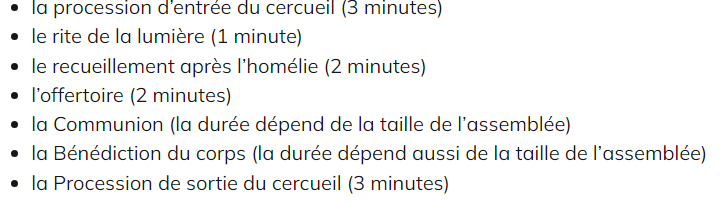 la procession d’entrée du cercueil (3 minutes)
le rite de la lumière (1 minute)
le recueillement après l’homélie (2 minutes)
l’offertoire (2 minutes)
la Communion (la durée dépend de la taille de l’assemblée)
la Bénédiction du corps (la durée dépend aussi de la taille de l’assemblée)
la Procession de sortie du cercueil (3 minutes)